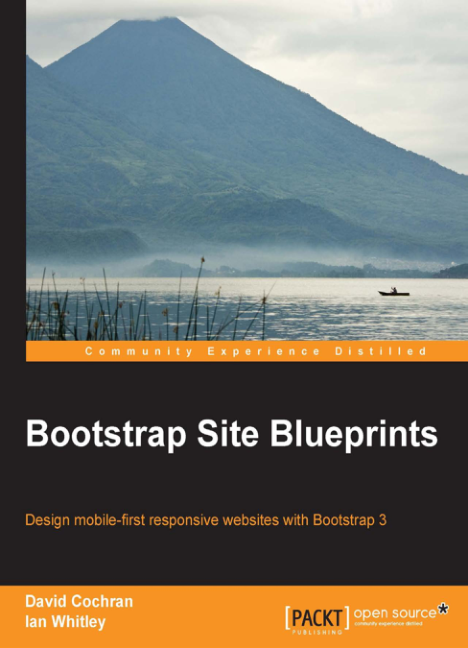 Community Experience Distilled
Bootstrap Site Blueprints
Design mobile-first responsive websites with Bootstrap 3
David Cochran
Ian Whitley
[PACKT] open source*
PUBLISHING community experience distilled